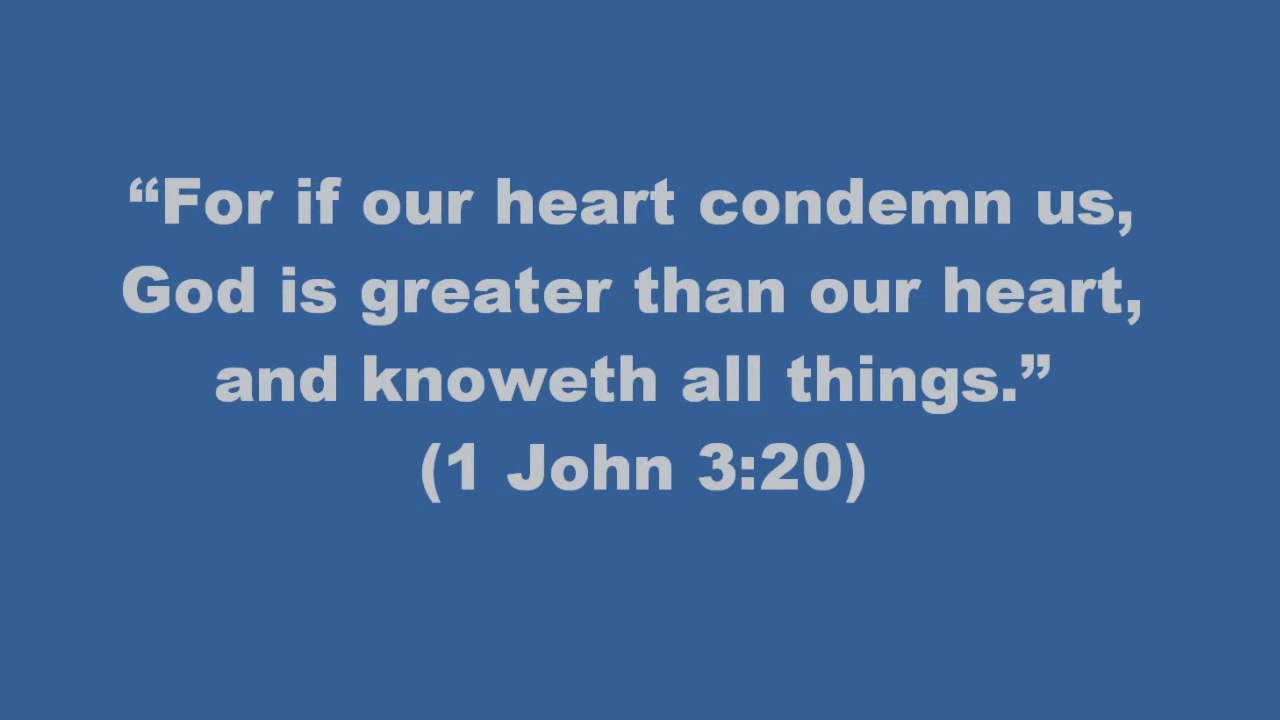 “For if our heart condemn us,
God is greater than our heart,
and knoweth all things.”
(1 John 3:20)